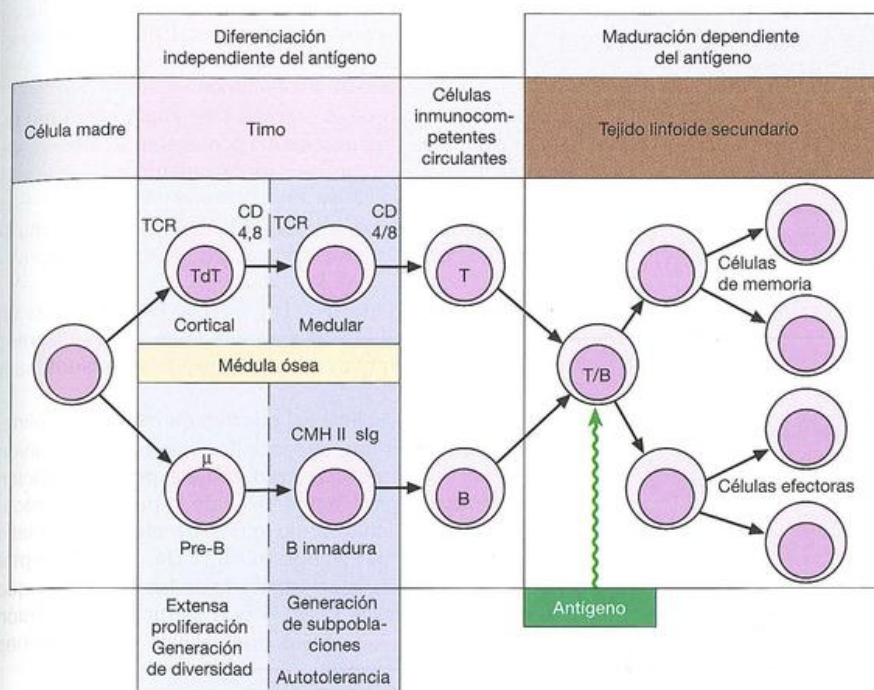 Diferenciación
independiente del antígeno
Maduración dependiente
del antígeno
Célula madre
Timo
Células
inmunocom-
petentes
circulantes
Tejido linfoide secundario
TCR
CD
4,8
TCR
CD
4/8
TdT
T
Cortical
Medular
Células
de memoria
Médula ósea
T/B
μ
CMH II sIg
B
Células efectoras
Pre-B
B inmadura
Extensa
proliferación
Generación
de diversidad
Generación
de subpobla-
ciones
Autotolerancia
Antígeno